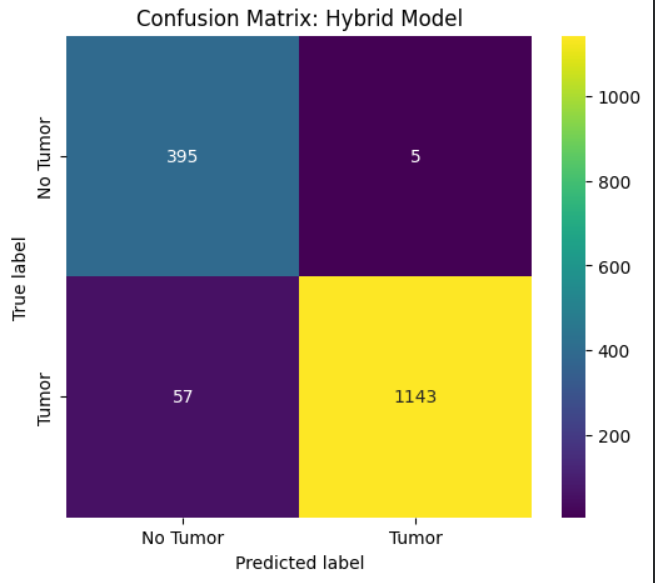 Confusion Matrix: Hybrid Model
No Tumor
Tumor
True label
395
5
57
1143
No Tumor
Tumor
Predicted label
1000
800
600
400
200